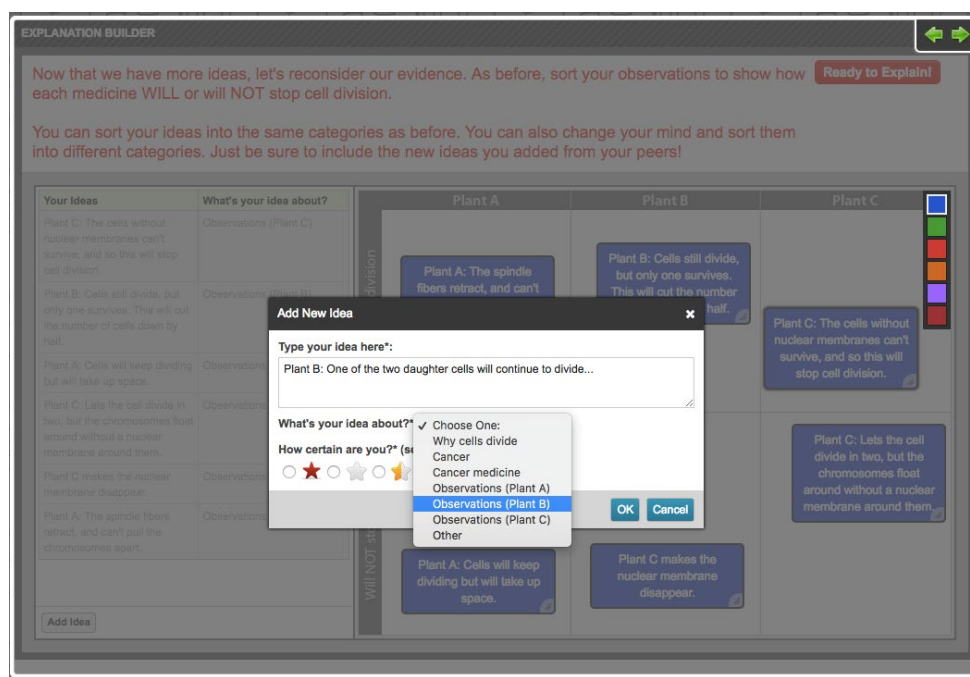 EXPLANATION BUILDER
Now that we have more ideas, let's reconsider our evidence. As before, sort your observations to show how
each medicine WILL or will NOT stop cell division.
Ready to Explain!
You can sort your ideas into the same categories as before. You can also change your mind and sort them
into different categories. Just be sure to include the new ideas you added from your peers!
Your Ideas
What's your idea about?
Plant C: The cells without
nuclear membranes can't
survive, and so this will stop
cell division.
Observations (Plant C)
Plant B: Cells still divide, but
only one survives. This will cut
the number of cells down by
half.
Observations (Plant B)
Plant A: Cells will keep dividing
but will take up space.
Observations
Plant C: Lets the cell divide in
two, but the chromosomes float
around without a nuclear
membrane around them.
Observations
Plant C makes the nuclear
membrane disappear.
Observations
Plant A: The spindle fibers
retract, and can't pull the
chromosomes apart.
Observations
Add Idea
Plant A
Plant B
Plant C
division
Will NOT
Plant A: The spindle
fibers retract, and can't
Plant B: Cells still divide,
but only one survives.
This will cut the number
half.
Plant C: The cells without
nuclear membranes can't
survive, and so this will
stop cell division.
Plant C: Lets the cell
divide in two, but the
chromosomes float
around without a nuclear
membrane around them.
Plant A: Cells will keep
dividing but will take up
space.
Plant C makes the
nuclear membrane
disappear.
Add New Idea
Type your idea here*:
Plant B: One of the two daughter cells will continue to divide...
What's your idea about?*
How certain are you?* (se
✓ Choose One:
Why cells divide
Cancer
Cancer medicine
Observations (Plant A)
Observations (Plant B)
Observations (Plant C)
Other
OK
Cancel